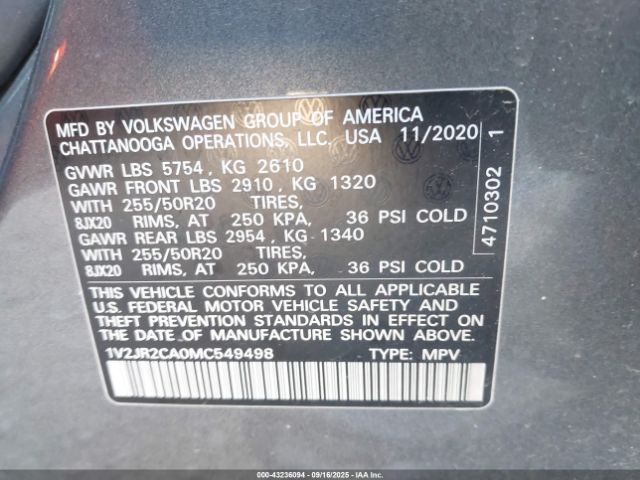 MFD BY VOLKSWAGEN GROUP OF AMERICA
CHATTANOOGA OPERATIONS, LLC, USA 11/2020
GVWR LBS 5754 , KG 2610
GAWR FRONT LBS 2910 , KG 1320
WITH 255/50R20 TIRES,
8JX20 RIMS, AT 250 KPA, 36 PSI COLD
GAWR REAR LBS 2954 , KG 1340
WITH 255/50R20 TIRES,
8JX20 RIMS, AT 250 KPA, 36 PSI COLD
THIS VEHICLE CONFORMS TO ALL APPLICABLE
U.S. FEDERAL MOTOR VEHICLE SAFETY AND
THEFT PREVENTION STANDARDS IN EFFECT ON
THE DATE OF MANUFACTURE SHOWN ABOVE.
1V2JR2CA0MC549498 TYPE: MPV
4710302 1
000-43236094 - 09/16/2025 - IAAI.COM